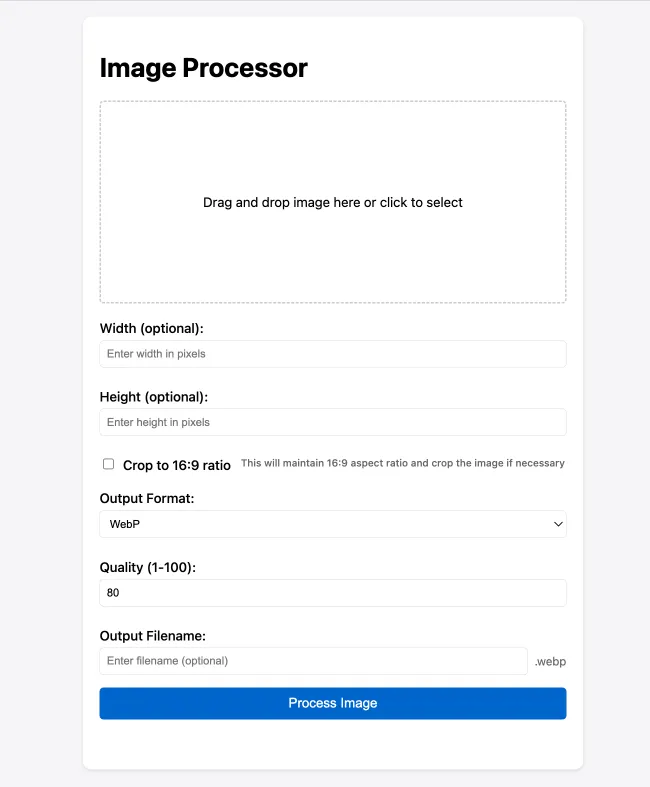 Image Processor
Drag and drop image here or click to select
Width (optional):
Enter width in pixels
Height (optional):
Enter height in pixels
Crop to 16:9 ratio This will maintain 16:9 aspect ratio and crop the image if necessary
Output Format:
WebP
Quality (1-100):
80
Output Filename:
Enter filename (optional) .webp
Process Image